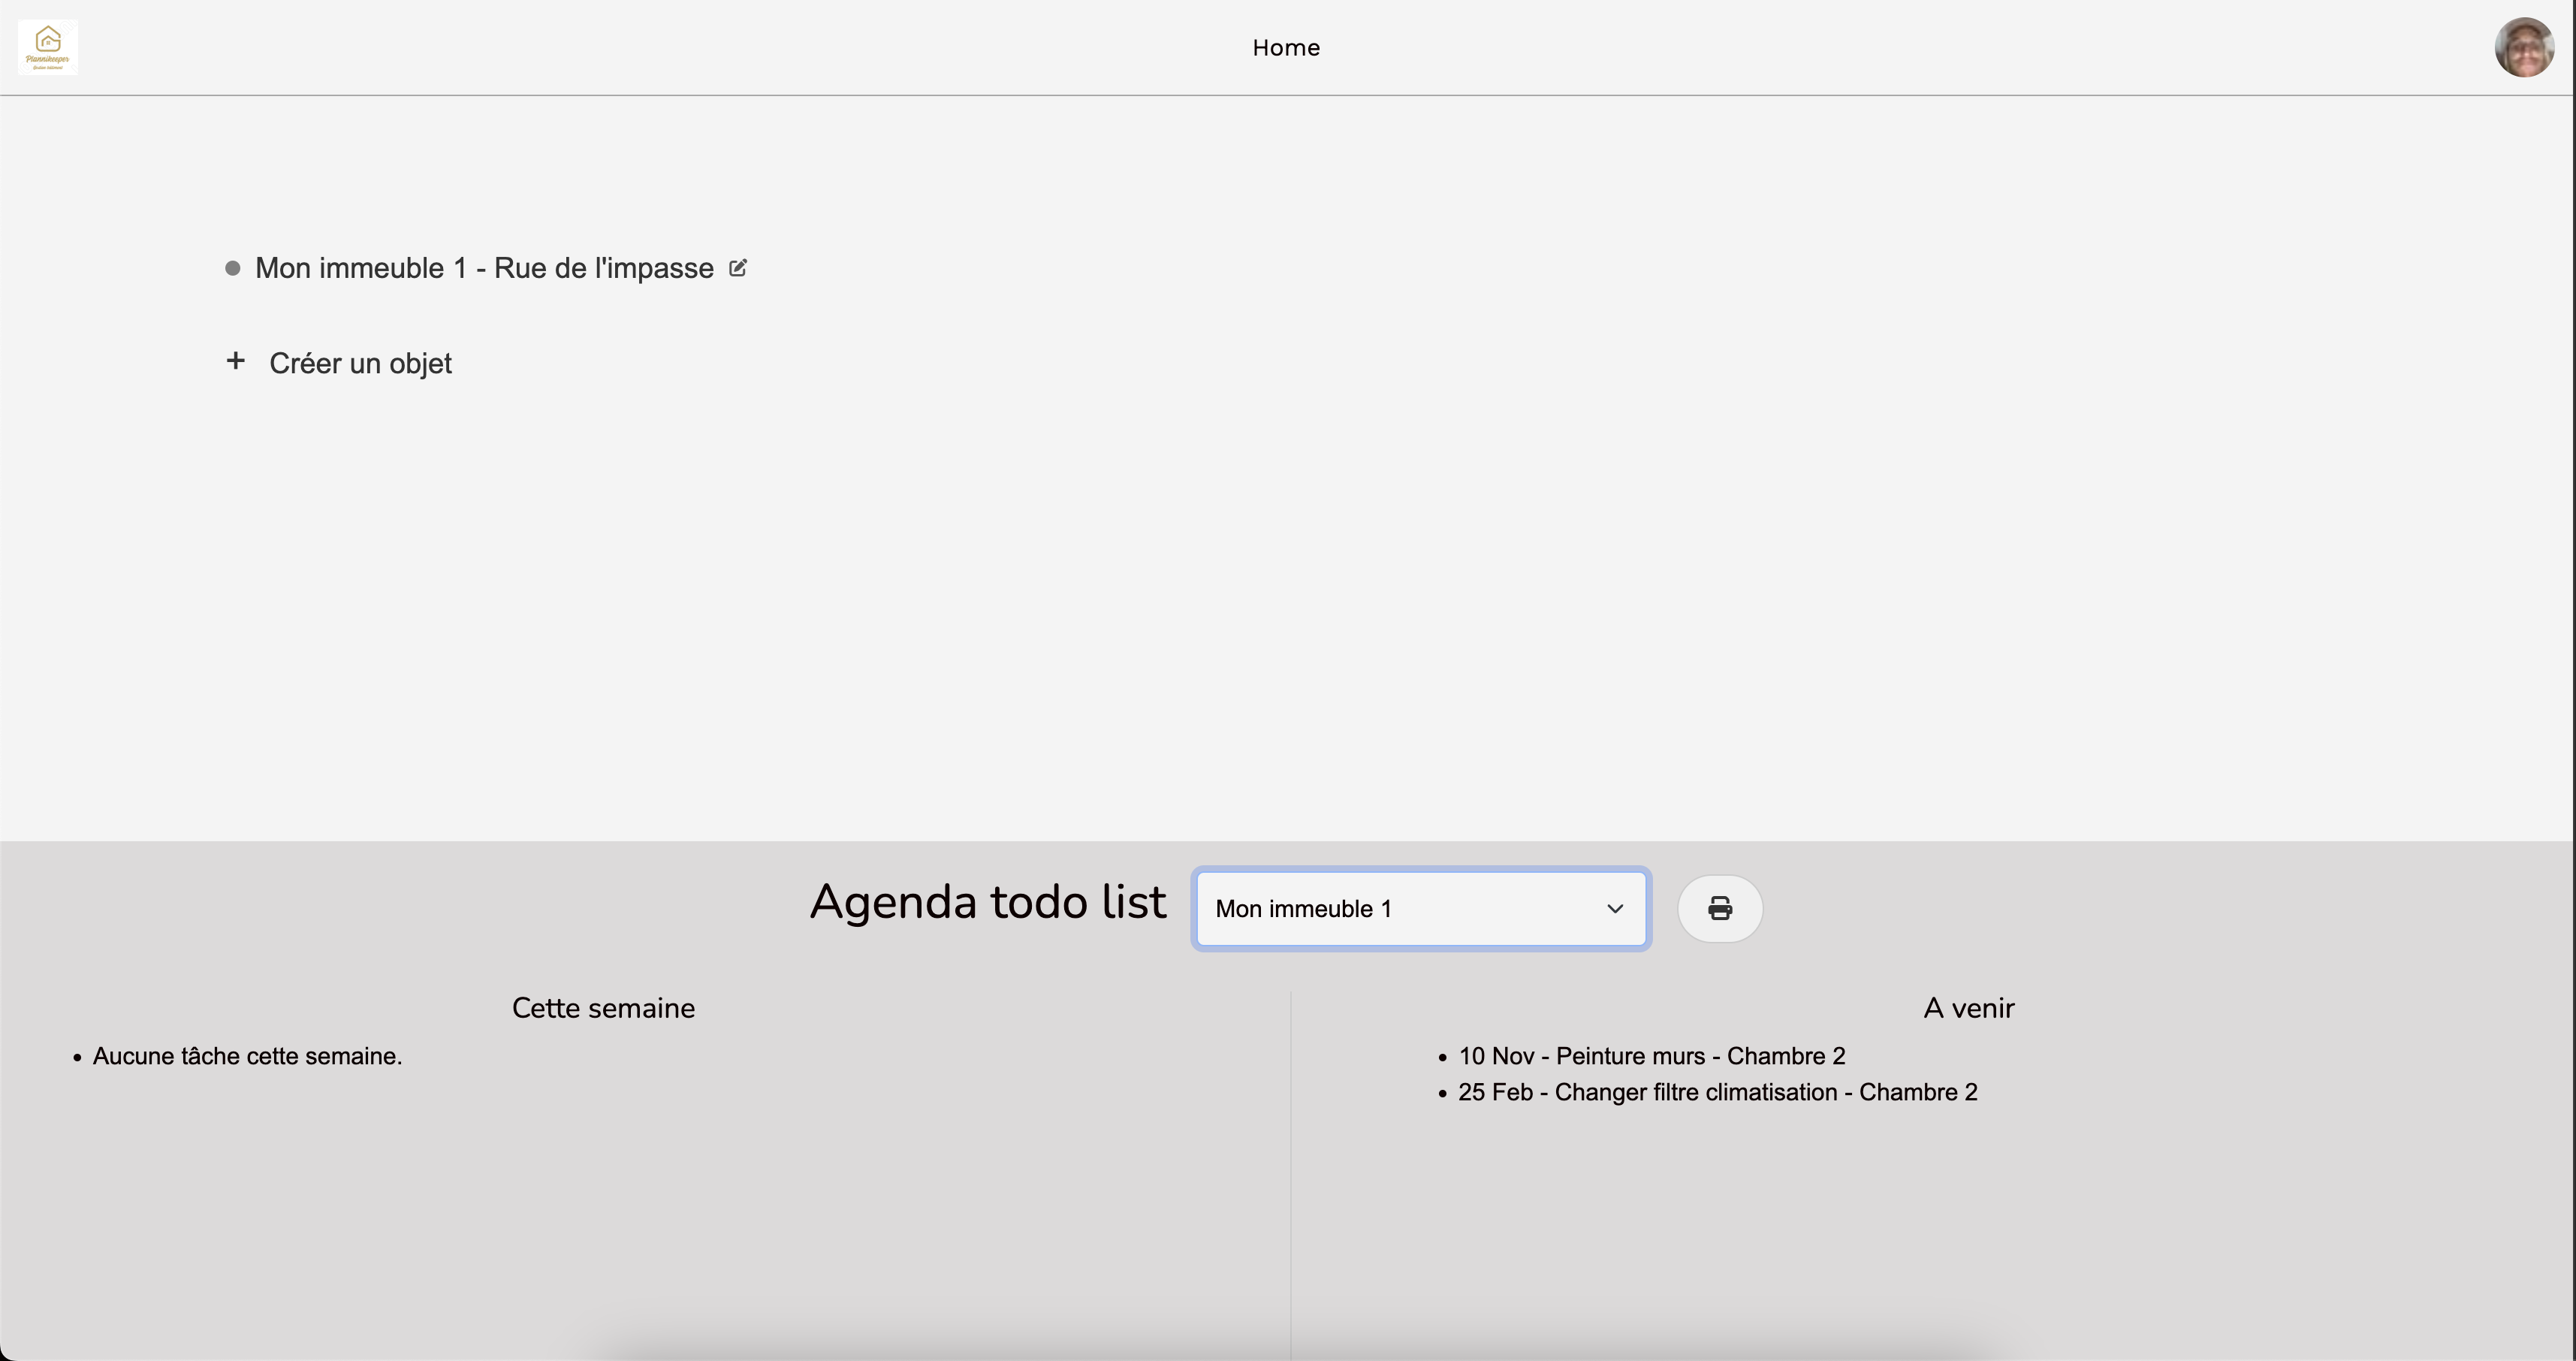 Plannikeeper
Home
Mon immeuble 1 - Rue de l'impasse
+ Créer un objet
Agenda todo list
Mon immeuble 1
Cette semaine
• Aucune tâche cette semaine.
A venir
• 10 Nov - Peinture murs - Chambre 2
• 25 Feb - Changer filtre climatisation - Chambre 2